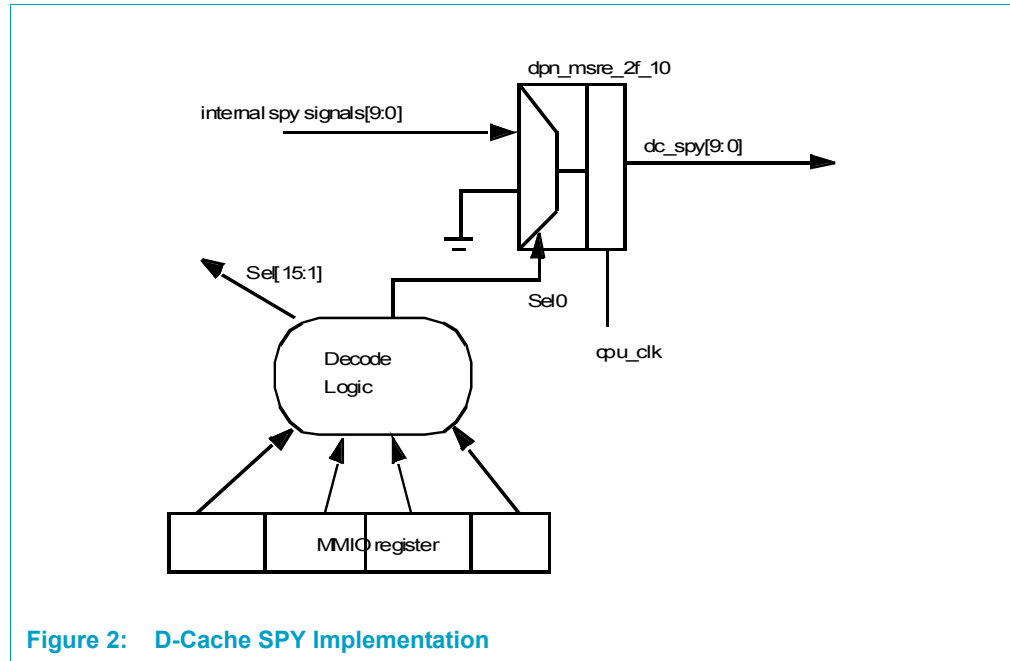 dpn_msre_2f_10
internal spy signals[9:0]
dc_spy[9:0]
Sel[15:1]
Sel0
cpu_clk
Decode
Logic
MMIO register
Figure 2: D-Cache SPY Implementation